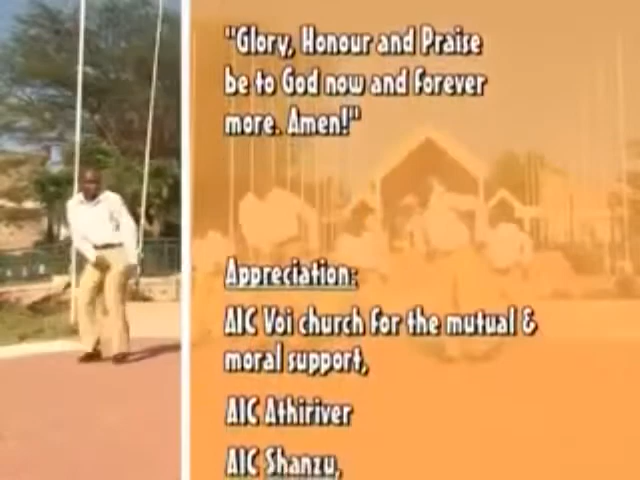 "Glory, Honour and Praise
be to God now and forever
more. Amen!"
Appreciation:
AIC Voi church for the mutual &
moral support,
AIC Athiriver
AIC Shanzu,